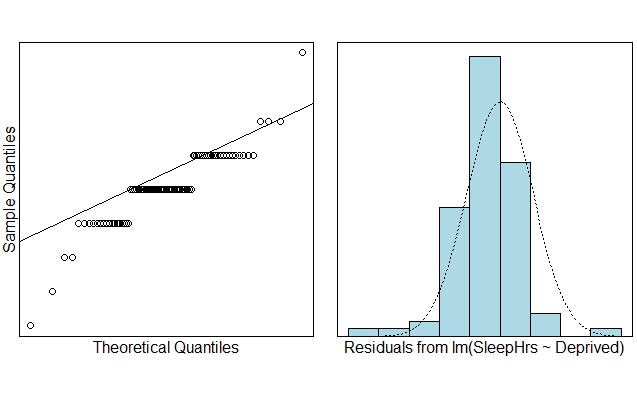 Sample Quantiles
Theoretical Quantiles
Residuals from lm(SleepHrs ~ Deprived)